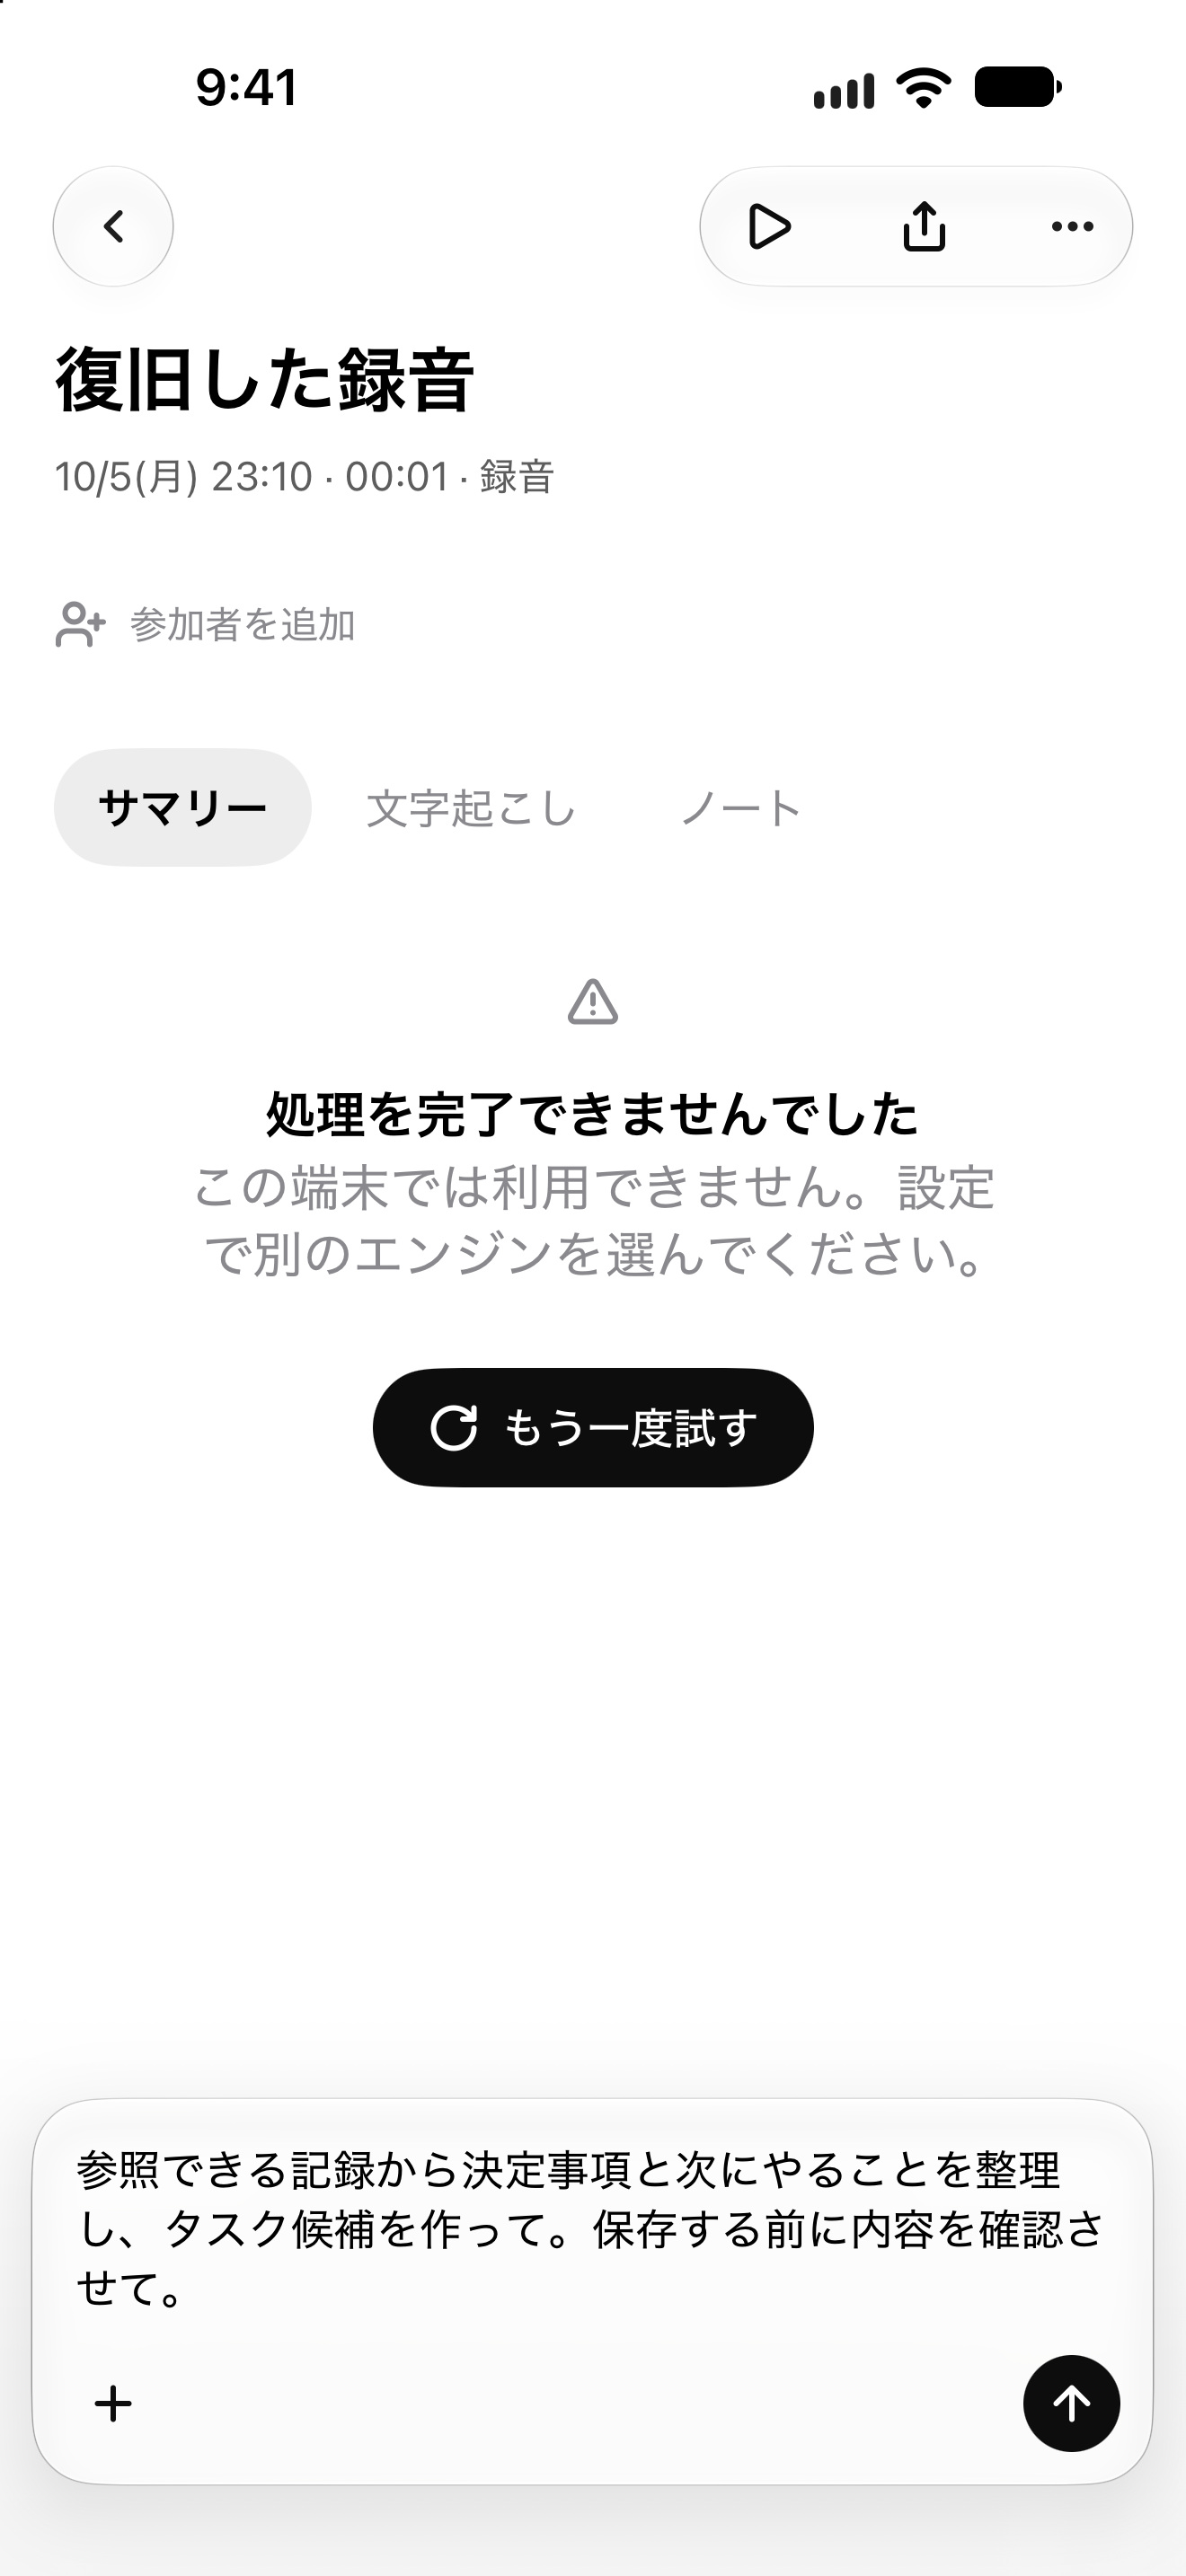 9:41
復旧した録音
10/5(月) 23:10 · 00:01 · 録音
参加者を追加
サマリー
文字起こし
ノート
処理を完了できませんでした
この端末では利用できません。設定
で別のエンジンを選んでください。
もう一度試す
参照できる記録から決定事項と次にやることを整理
し、タスク候補を作って。保存する前に内容を確認さ
せて。